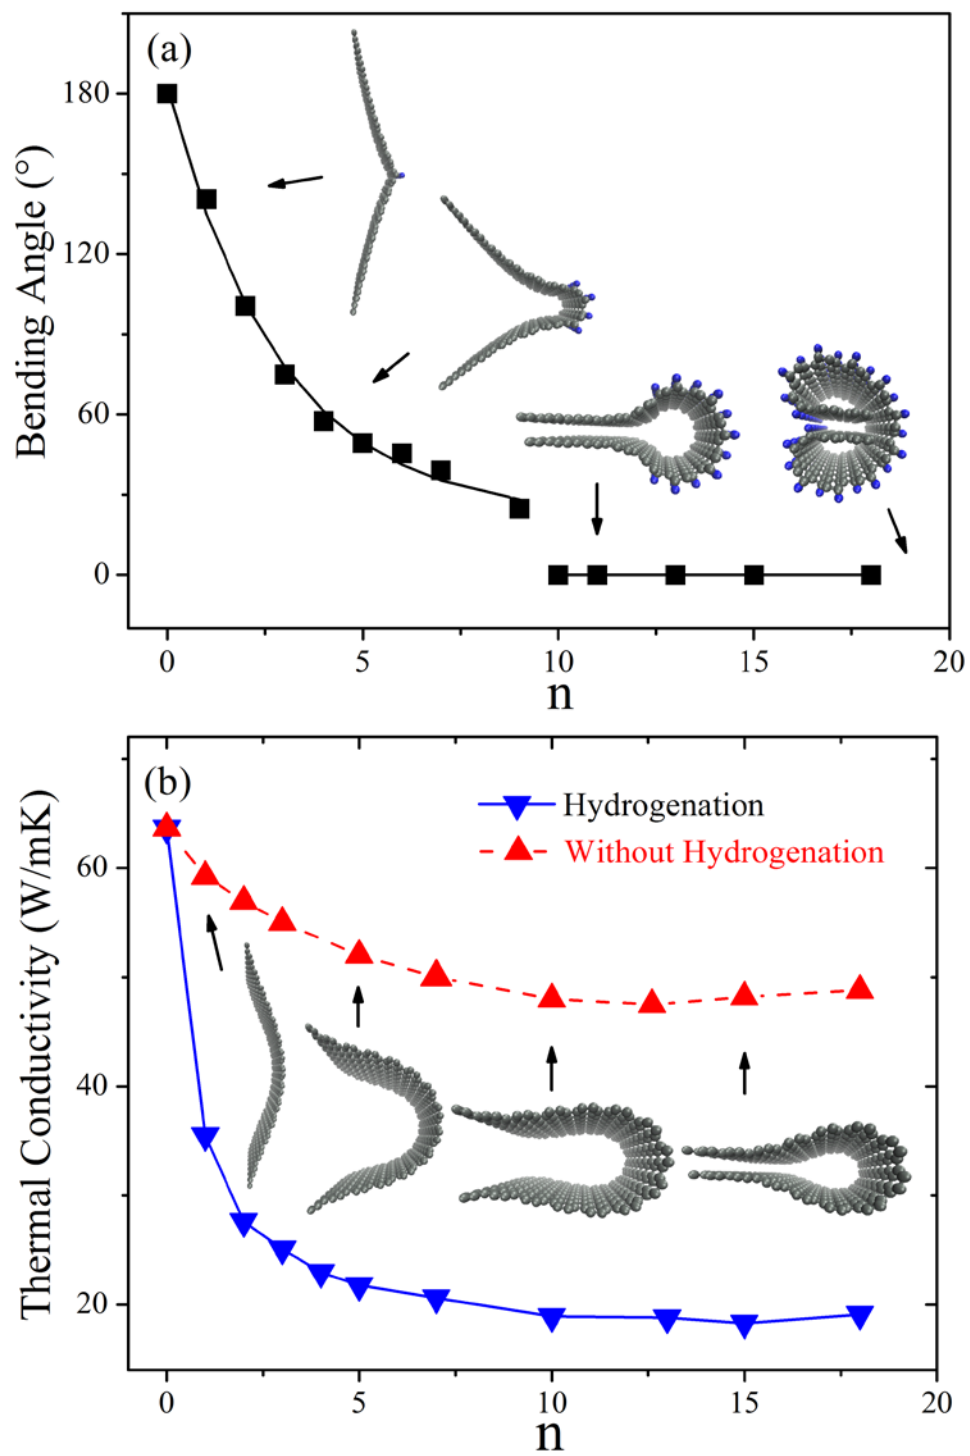 (a)
Bending Angle (°)
180
120
60
0
0 5 10 15 20
n
(b)
Thermal Conductivity (W/mK)
Hydrogenation
Without Hydrogenation
60
40
20
0 5 10 15 20
n